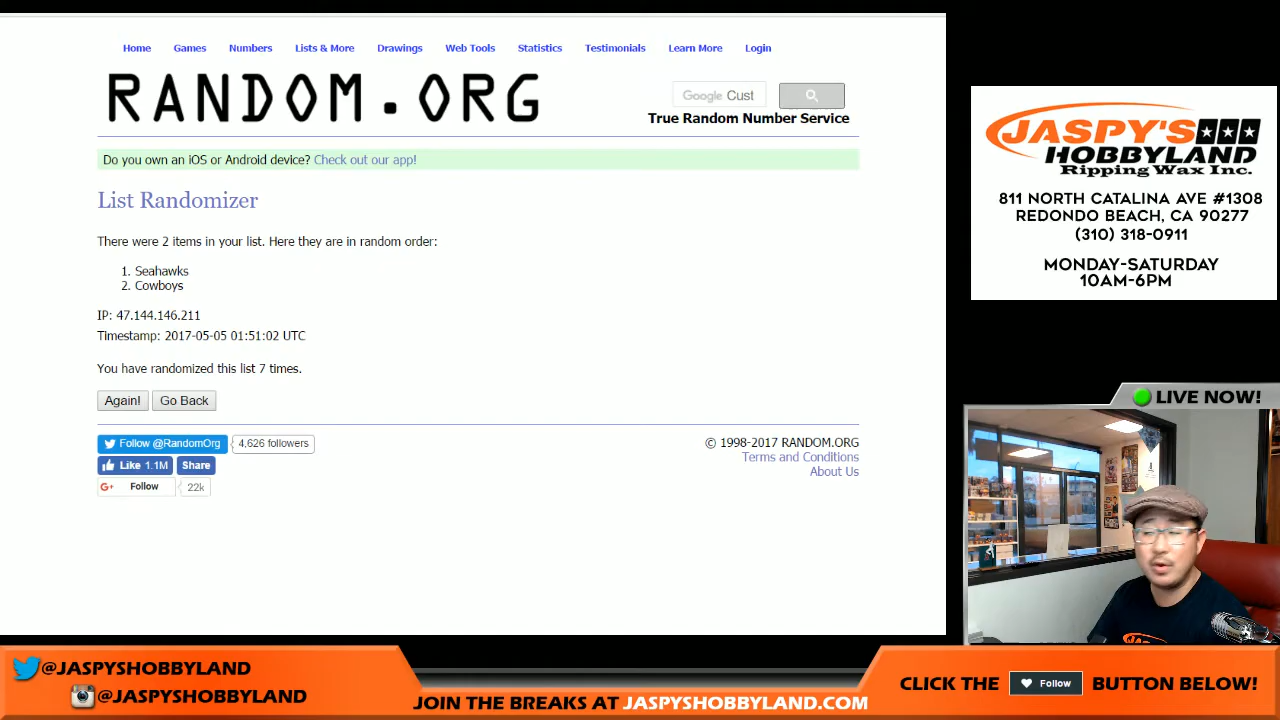 Home Games Numbers Lists & More Drawings Web Tools Statistics Testimonials Learn More Login
RANDOM.ORG
Google Cust
True Random Number Service
Do you own an iOS or Android device? Check out our app!
List Randomizer
There were 2 items in your list. Here they are in random order:
1. Seahawks
2. Cowboys
IP: 47.144.146.211
Timestamp: 2017-05-05 01:51:02 UTC
You have randomized this list 7 times.
Again! Go Back
Follow @RandomOrg 4,626 followers
Like 1.1M Share
G+ Follow 22k
© 1998-2017 RANDOM.ORG
Terms and Conditions
About Us
JASPY'S
HOBBYLAND
Ripping Wax Inc.
811 NORTH CATALINA AVE #1308
REDONDO BEACH, CA 90277
(310) 318-0911
MONDAY-SATURDAY
10AM-6PM
LIVE NOW!
@JASPYSHOBBYLAND
@JASPYSHOBBYLAND
JOIN THE BREAKS AT JASPYSHOBBYLAND.COM
CLICK THE Follow BUTTON BELOW!